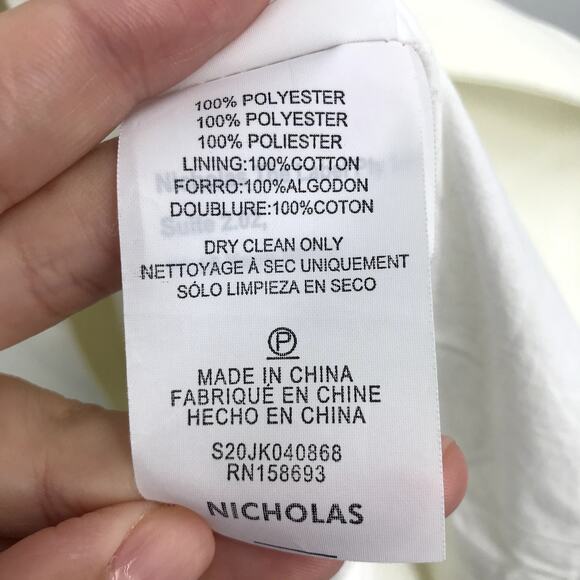 100% POLYESTER
100% POLYESTER
100% POLIESTER
LINING:100%COTTON
FORRO:100%ALGODON
DOUBLURE:100%COTON
DRY CLEAN ONLY
NETTOYAGE À SEC UNIQUEMENT
SÓLO LIMPIEZA EN SECO
P
MADE IN CHINA
FABRIQUÉ EN CHINE
HECHO EN CHINA
S20JK040868
RN158693
NICHOLAS